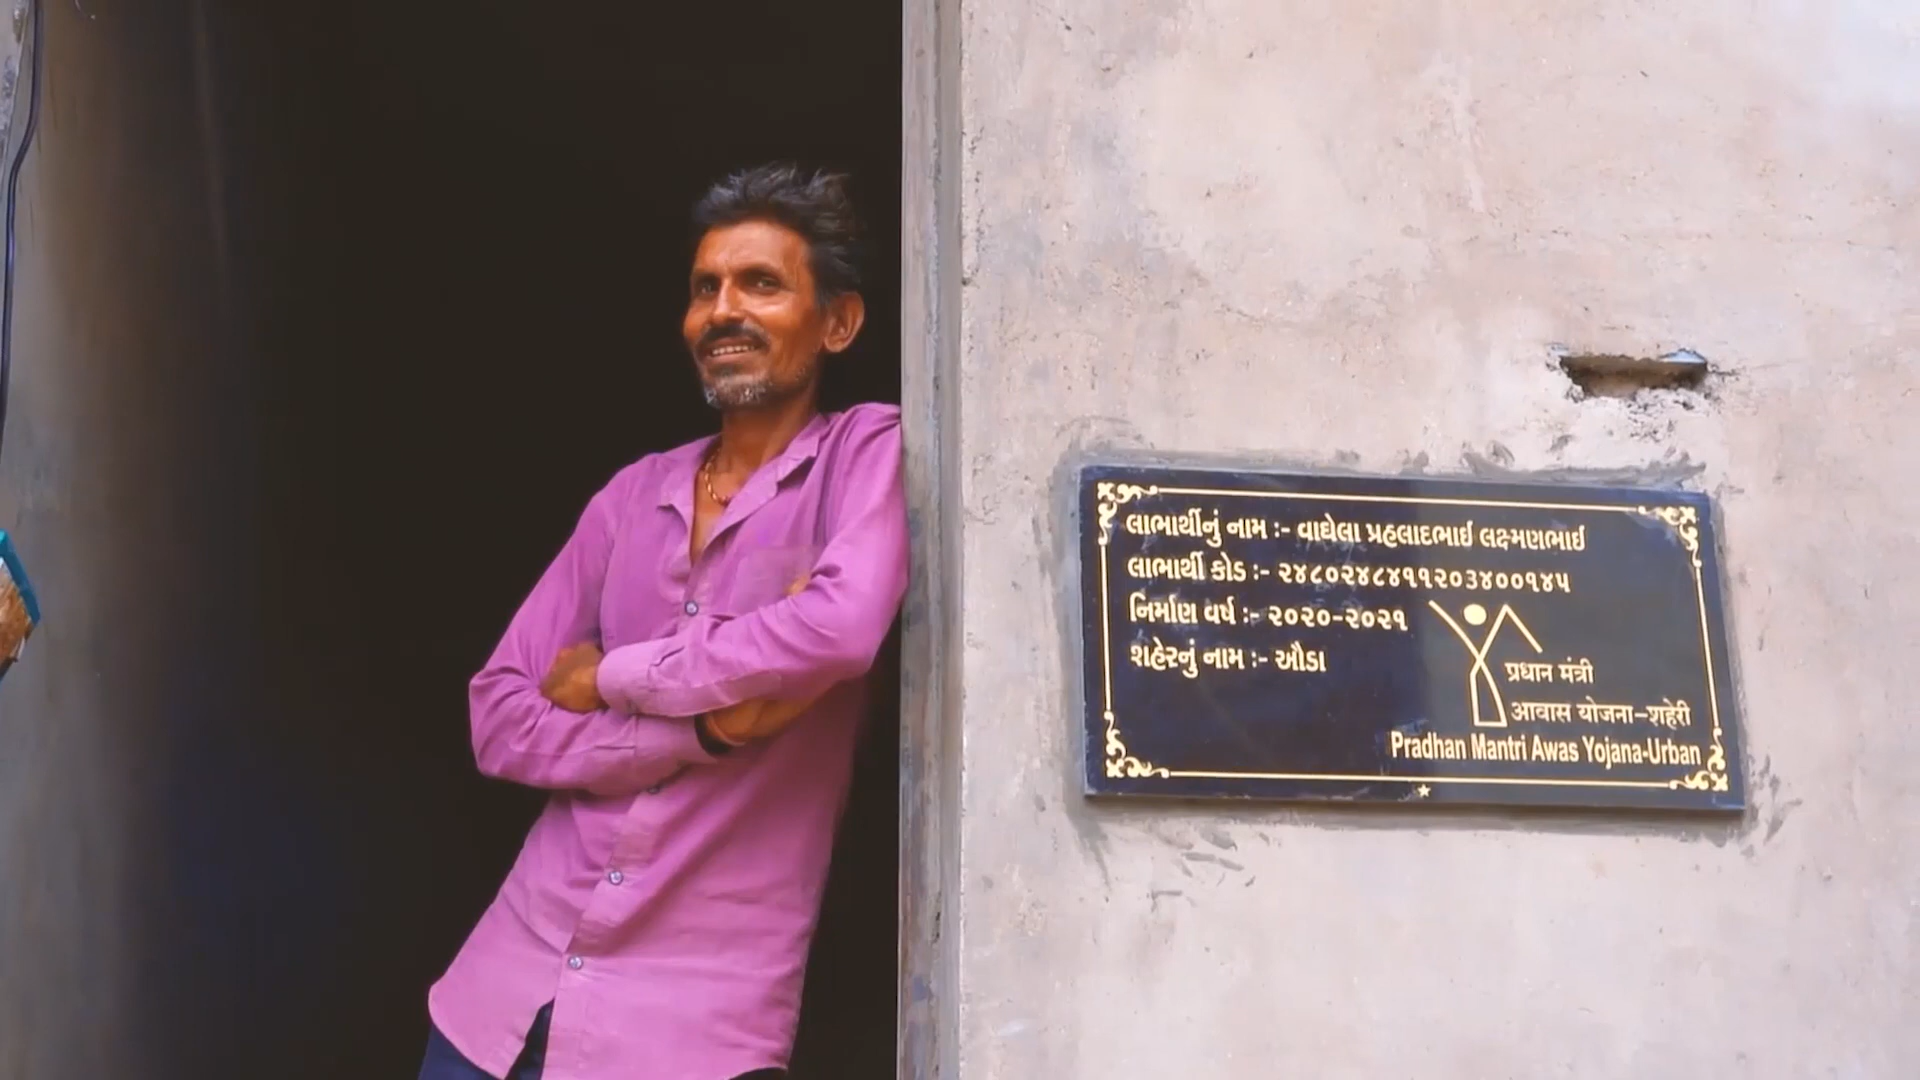 લાભાર્થીનું નામ :- વાઘેલા પ્રહલાદભાઇ લક્ષ્મણભાઇ
લાભાર્થી કોડ :- ૨૪૮૦૨૪૮૪૧૧૨૦૩૪૦૦૧૪૫
નિર્માણ વર્ષ :- ૨૦૨૦-૨૦૨૧
શહેરનું નામ :- ઔડા
प्रधान मंत्री
आवास योजना-शहेरी
Pradhan Mantri Awas Yojana-Urban